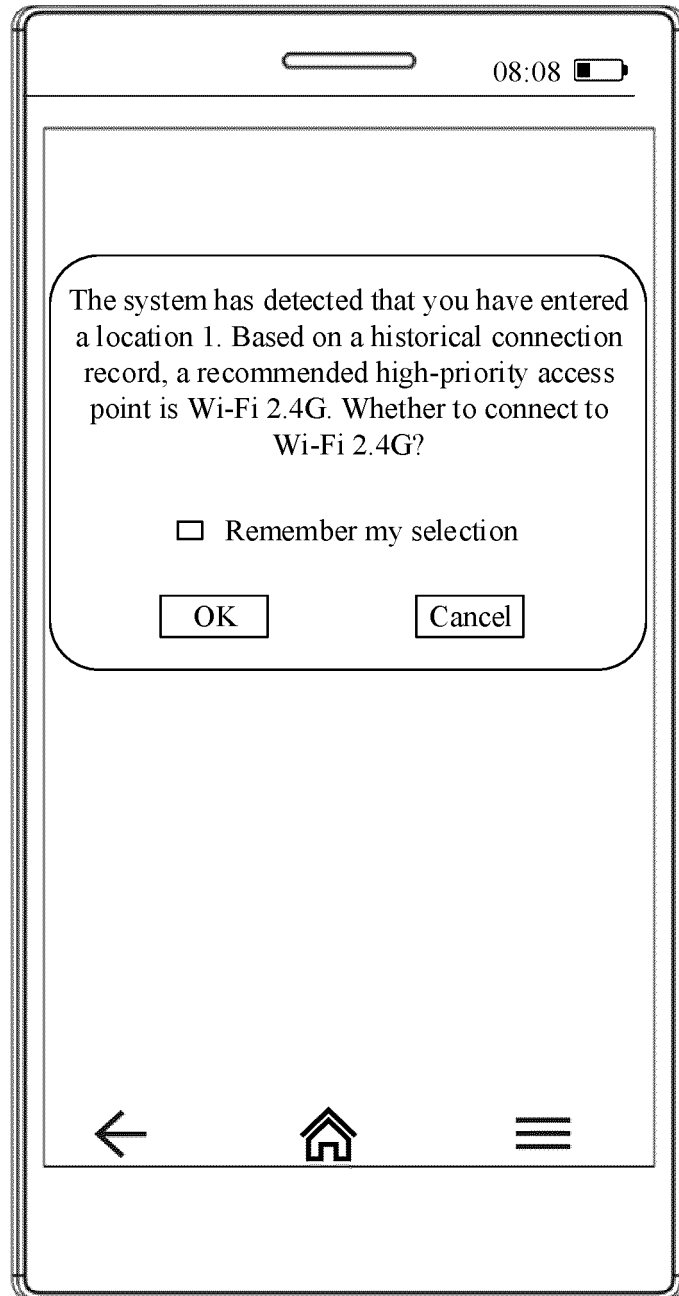 08:08
The system has detected that you have entered
a location 1. Based on a historical connection
record, a recommended high-priority access
point is Wi-Fi 2.4G. Whether to connect to
Wi-Fi 2.4G?
Remember my selection
OK Cancel